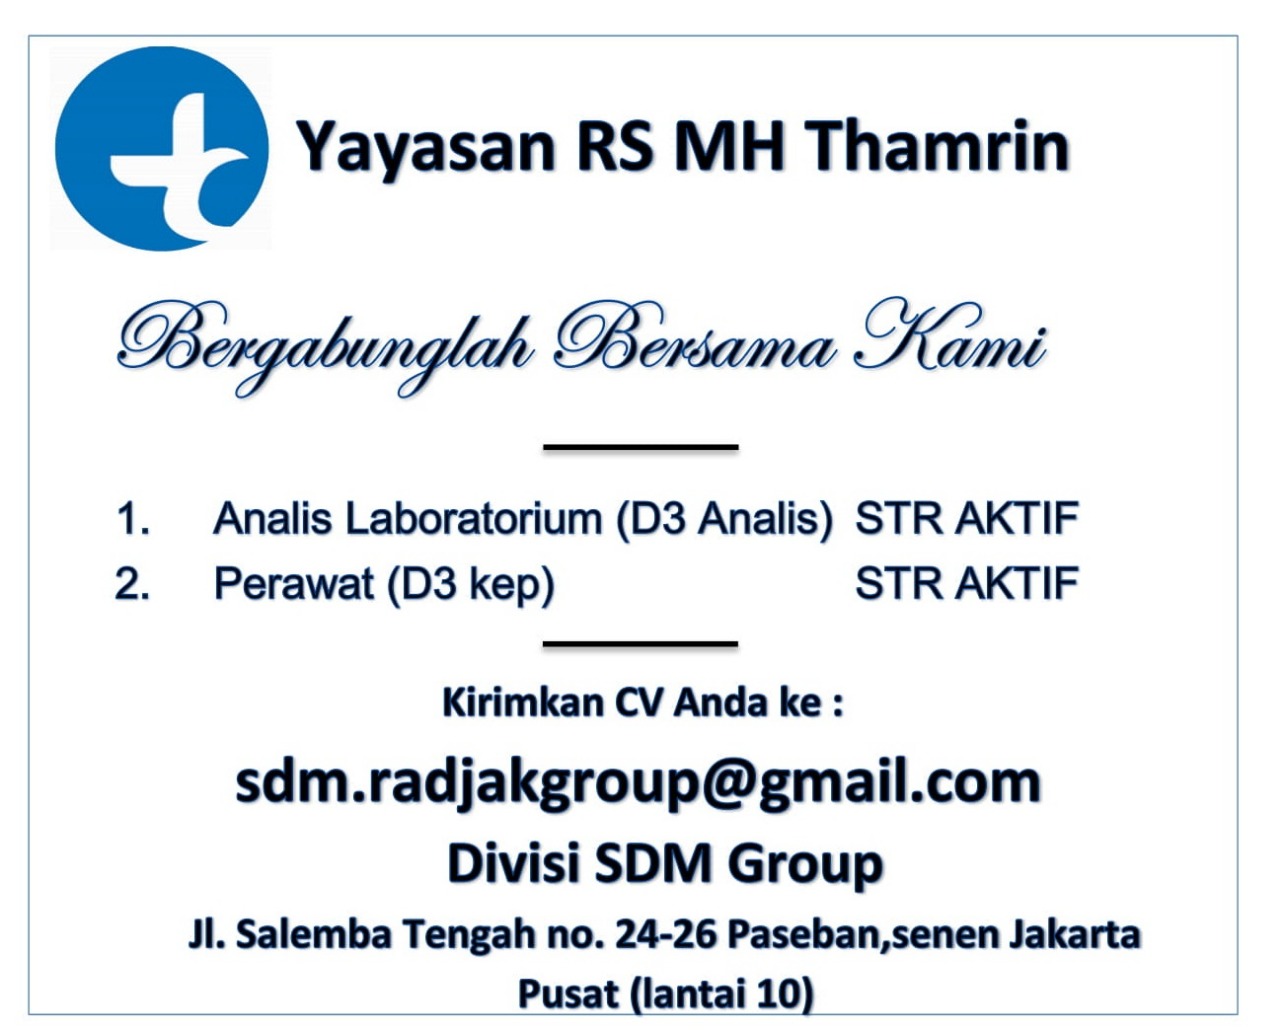 Yayasan RS MH Thamrin
Bergabunglah Bersama Kami
1. Analis Laboratorium (D3 Analis) STR AKTIF
2. Perawat (D3 kep) STR AKTIF
Kirimkan CV Anda ke :
sdm.radjakgroup@gmail.com
Divisi SDM Group
Jl. Salemba Tengah no. 24-26 Paseban,senen Jakarta
Pusat (lantai 10)